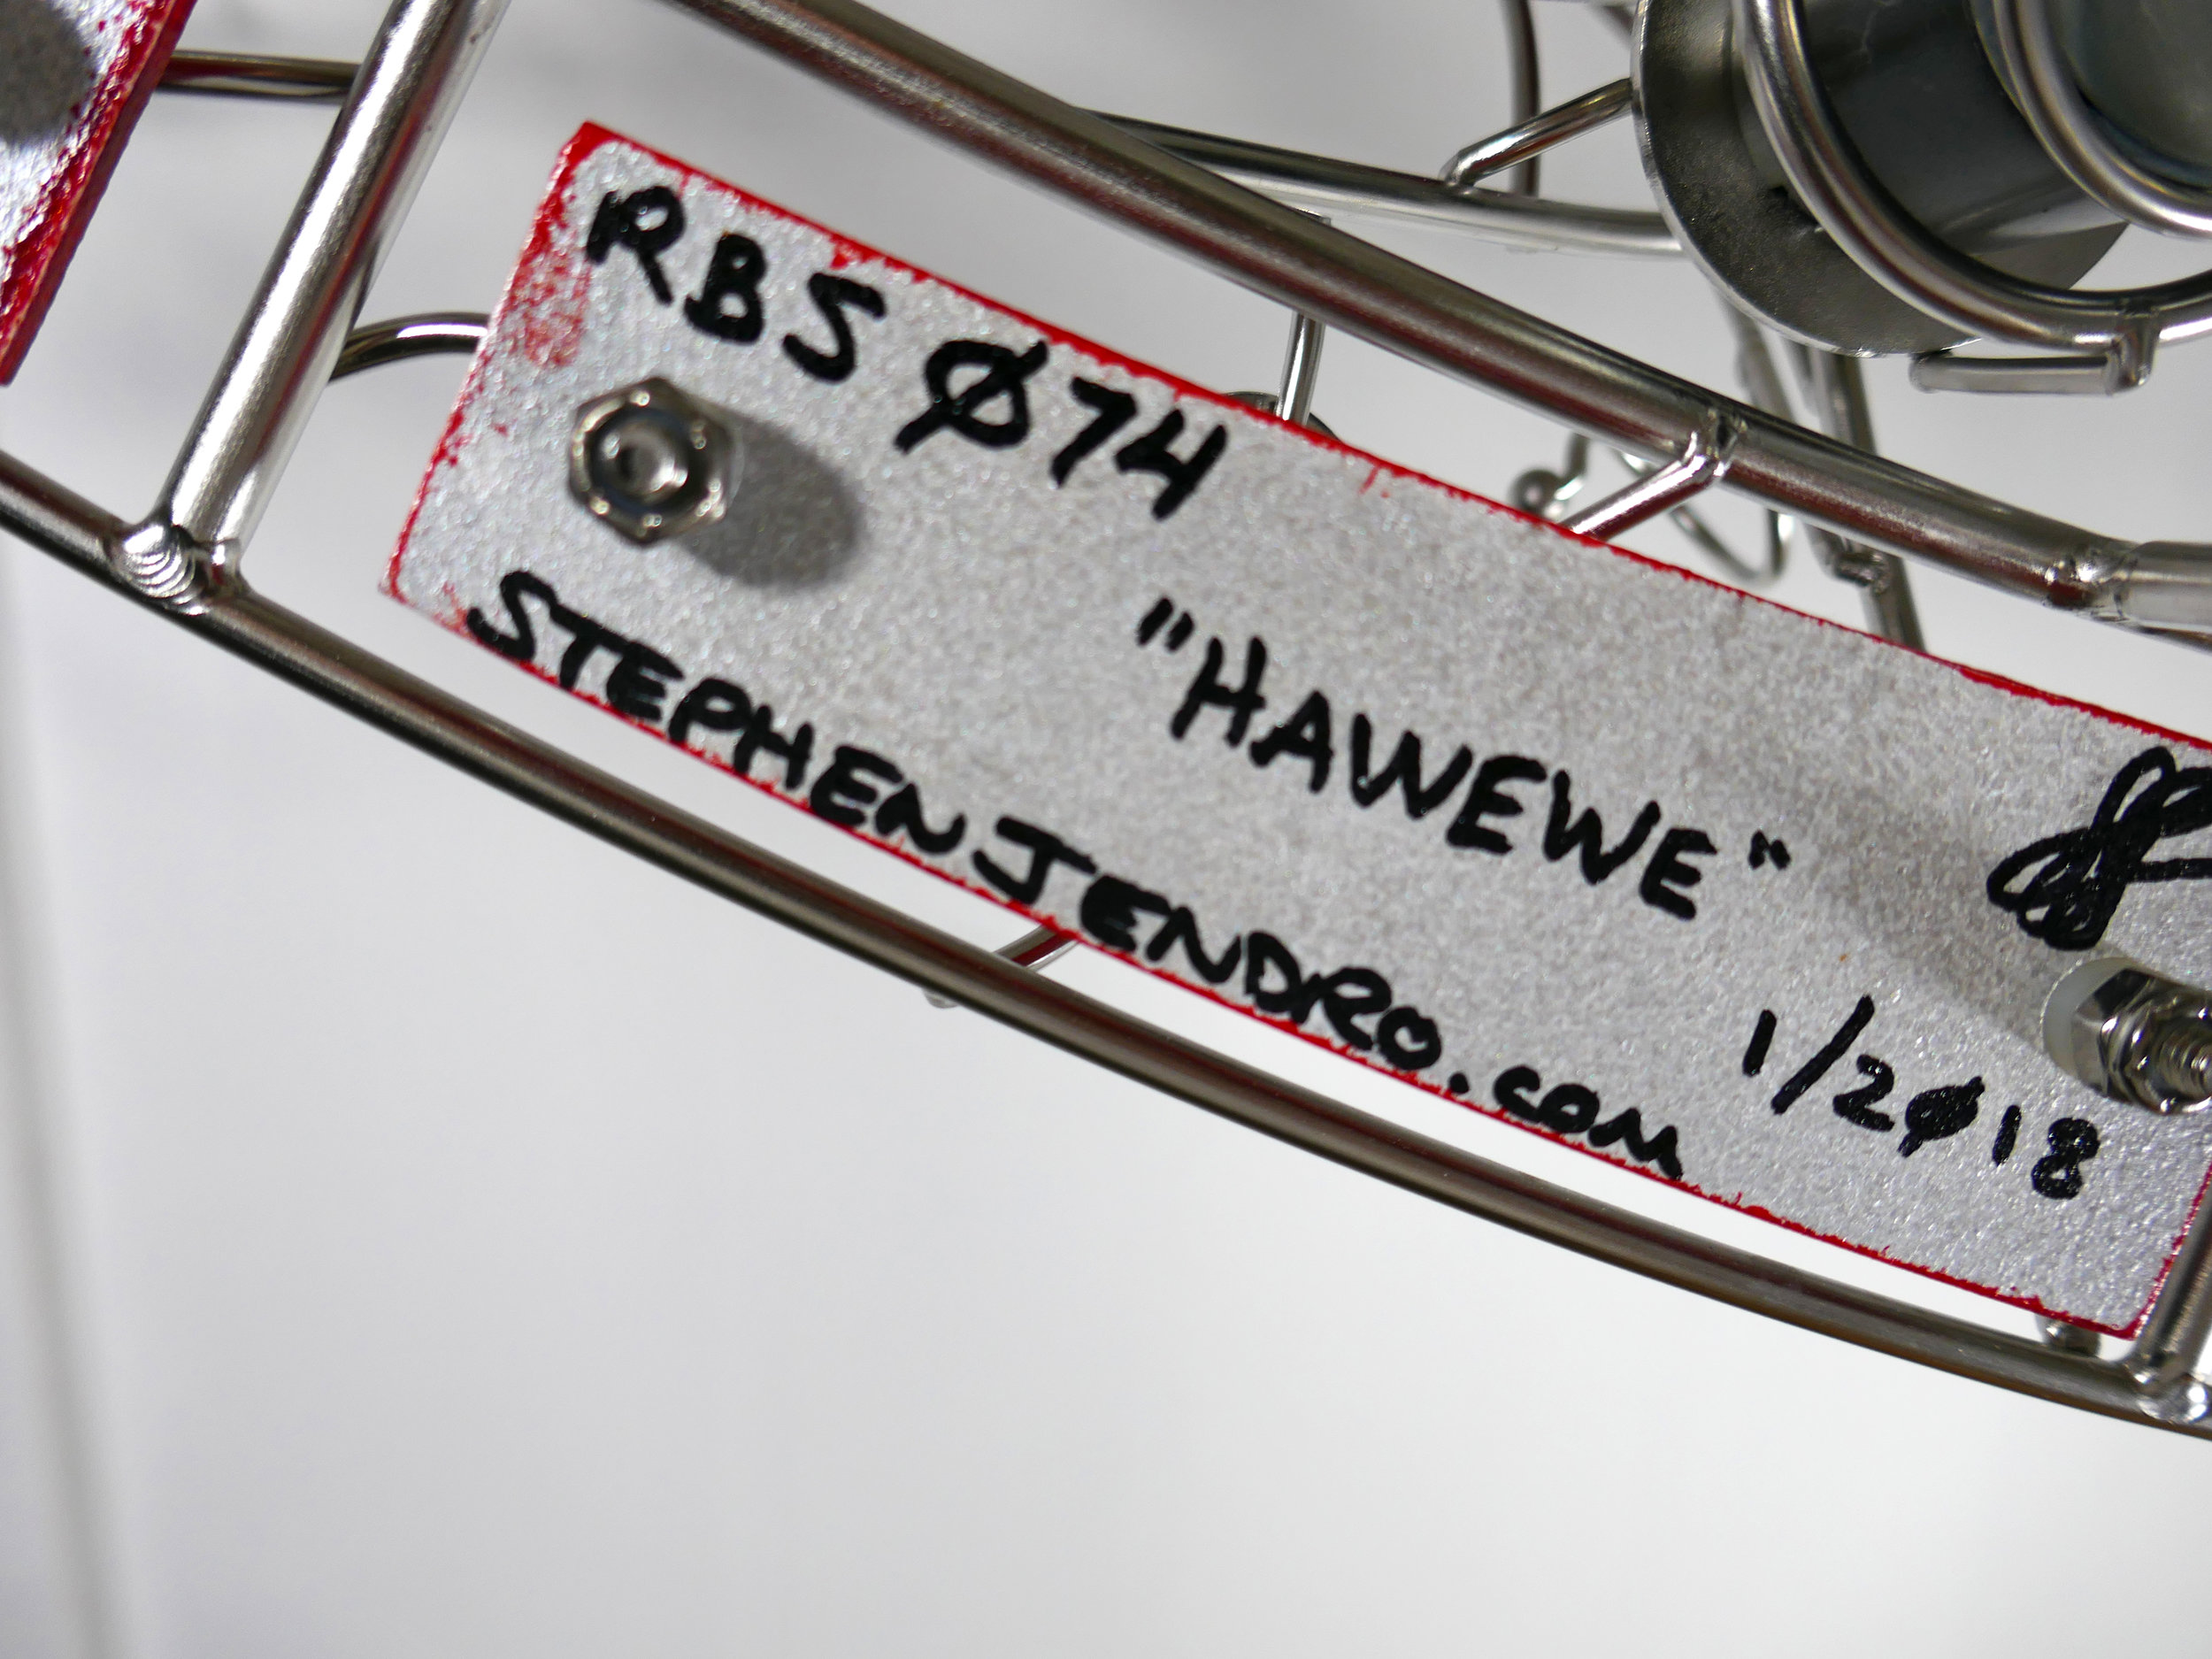 RBS Ø74
"HAWEWE"
STEPHENJENDRO.COM
1/2Ø18